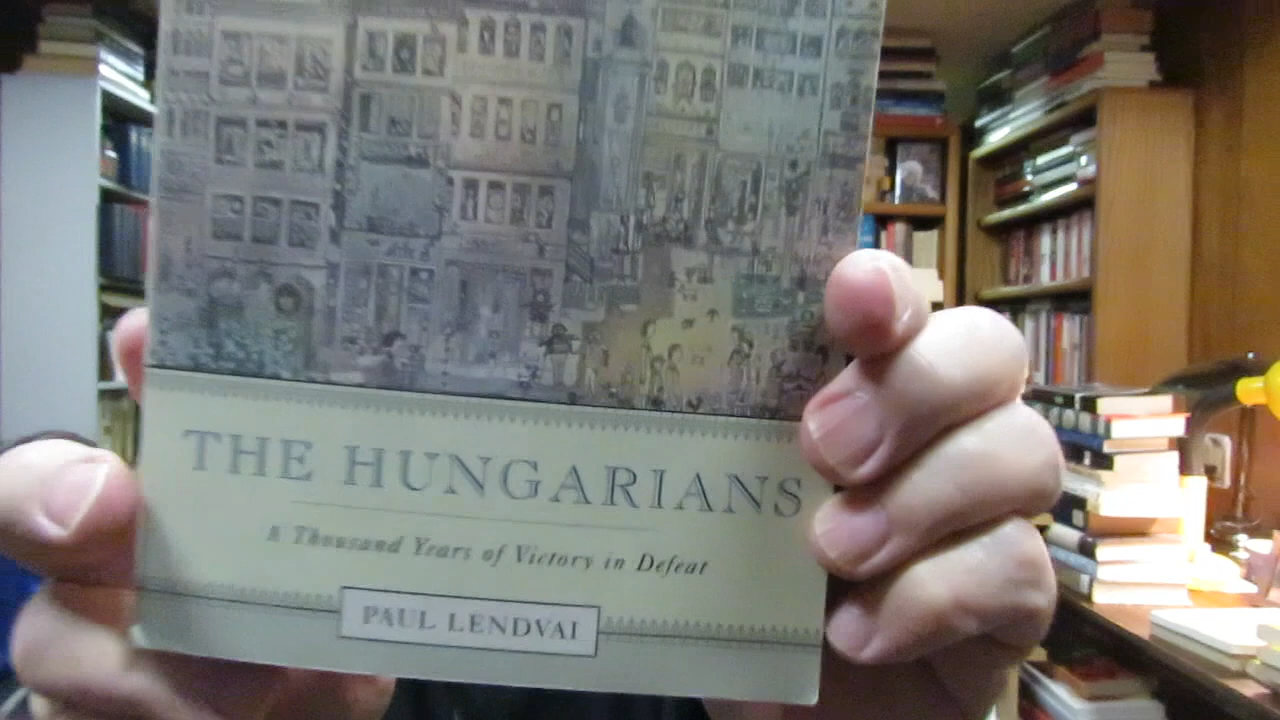 THE HUNGARIANS
A Thousand Years of Victory in Defeat
PAUL LENDVAI